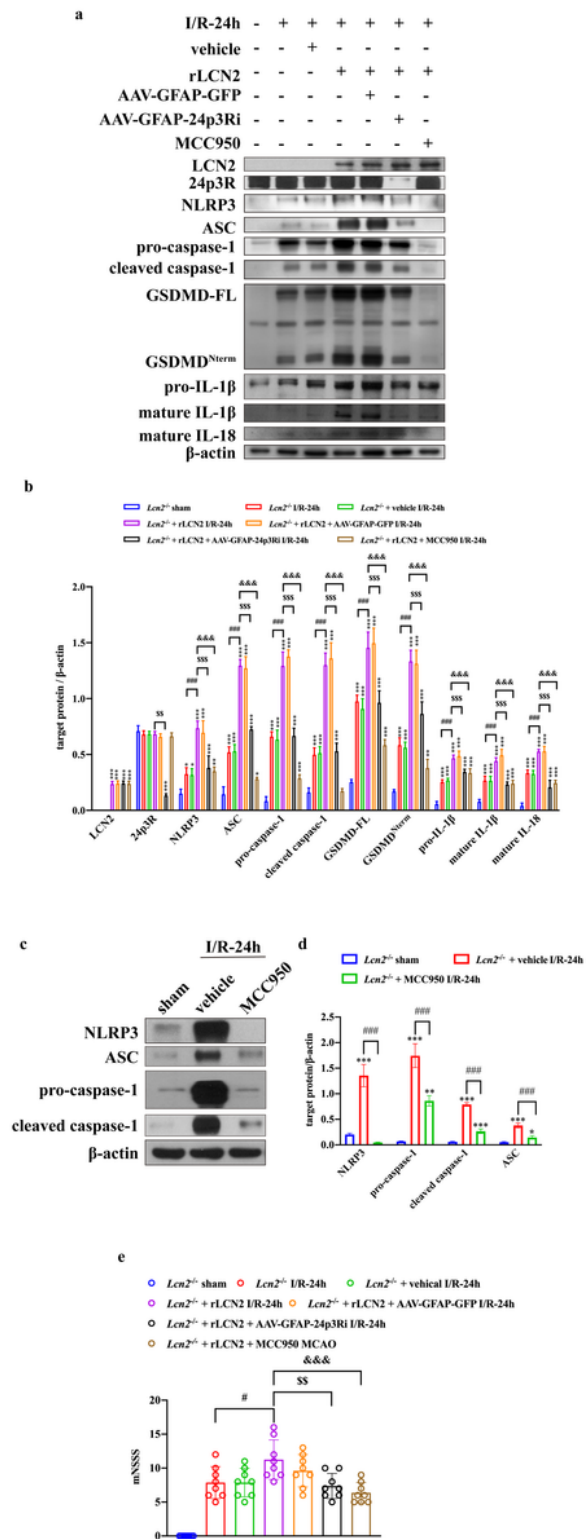 a
I/R-24h - + + + + + +
vehicle - - + - - - -
rLCN2 - - - + + + +
AAV-GFAP-GFP - - - - + - -
AAV-GFAP-24p3Ri - - - - - + -
MCC950 - - - - - - +
LCN2
24p3R
NLRP3
ASC
pro-caspase-1
cleaved caspase-1
GSDMD-FL
GSDMDNterm
pro-IL-1β
mature IL-1β
mature IL-18
β-actin
b
Lcn2-/- sham Lcn2-/- I/R-24h Lcn2-/- + vehicle I/R-24h
Lcn2-/- + rLCN2 I/R-24h Lcn2-/- + rLCN2 + AAV-GFAP-GFP I/R-24h
Lcn2-/- + rLCN2 + AAV-GFAP-24p3Ri I/R-24h Lcn2-/- + rLCN2 + MCC950 I/R-24h
target protein / β-actin
2.0
1.5
1.0
0.5
0.0
$$
### $$$ &&&
### $$$ &&&
### $$$ &&&
### $$$ &&&
### $$$ &&&
### $$$ &&&
### $$$ &&&
### $$$ &&&
### $$$ &&&
LCN2 24p3R NLRP3 ASC pro-caspase-1 cleaved caspase-1 GSDMD-FL GSDMDNterm pro-IL-1β mature IL-1β mature IL-18
c
I/R-24h
sham vehicle MCC950
NLRP3
ASC
pro-caspase-1
cleaved caspase-1
β-actin
d
Lcn2-/- sham Lcn2-/- + vehicle I/R-24h
Lcn2-/- + MCC950 I/R-24h
target protein/β-actin
2.5
2.0
1.5
1.0
0.5
0.0
### ### ### ###
*** *** ** *** *** *** *
NLRP3 pro-caspase-1 cleaved caspase-1 ASC
e
Lcn2-/- sham Lcn2-/- I/R-24h Lcn2-/- + vehical I/R-24h
Lcn2-/- + rLCN2 I/R-24h Lcn2-/- + rLCN2 + AAV-GFAP-GFP I/R-24h
Lcn2-/- + rLCN2 + AAV-GFAP-24p3Ri I/R-24h
Lcn2-/- + rLCN2 + MCC950 MCAO
&&&
$$
#
mNSSS
20
15
10
5
0